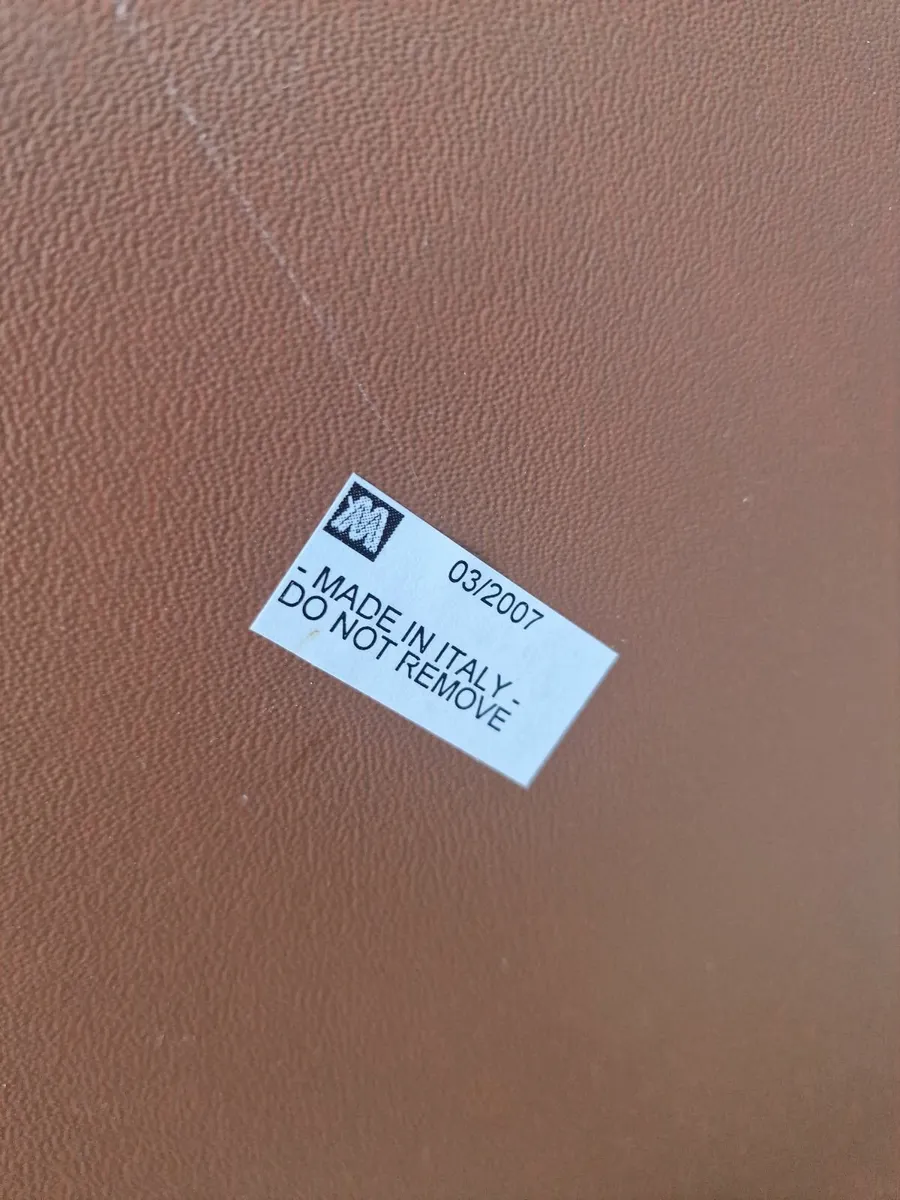 03/2007
- MADE IN ITALY -
DO NOT REMOVE